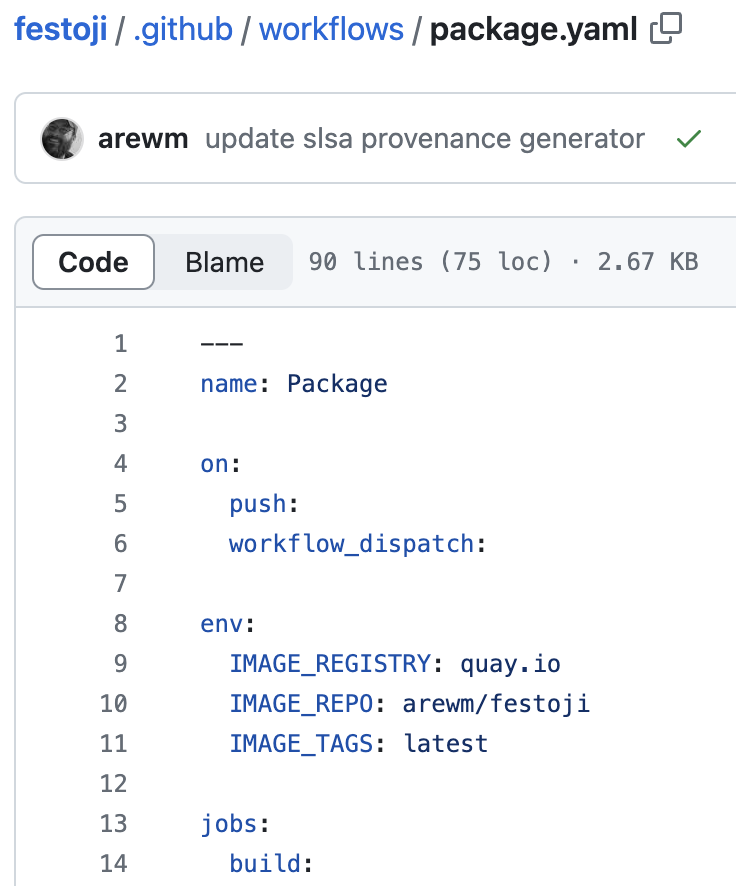 festoji / .github / workflows / package.yaml
arewm update slsa provenance generator
Code Blame 90 lines (75 loc) · 2.67 KB
1 ---
2 name: Package
3
4 on:
5   push:
6   workflow_dispatch:
7
8 env:
9   IMAGE_REGISTRY: quay.io
10   IMAGE_REPO: arewm/festoji
11   IMAGE_TAGS: latest
12
13 jobs:
14   build: